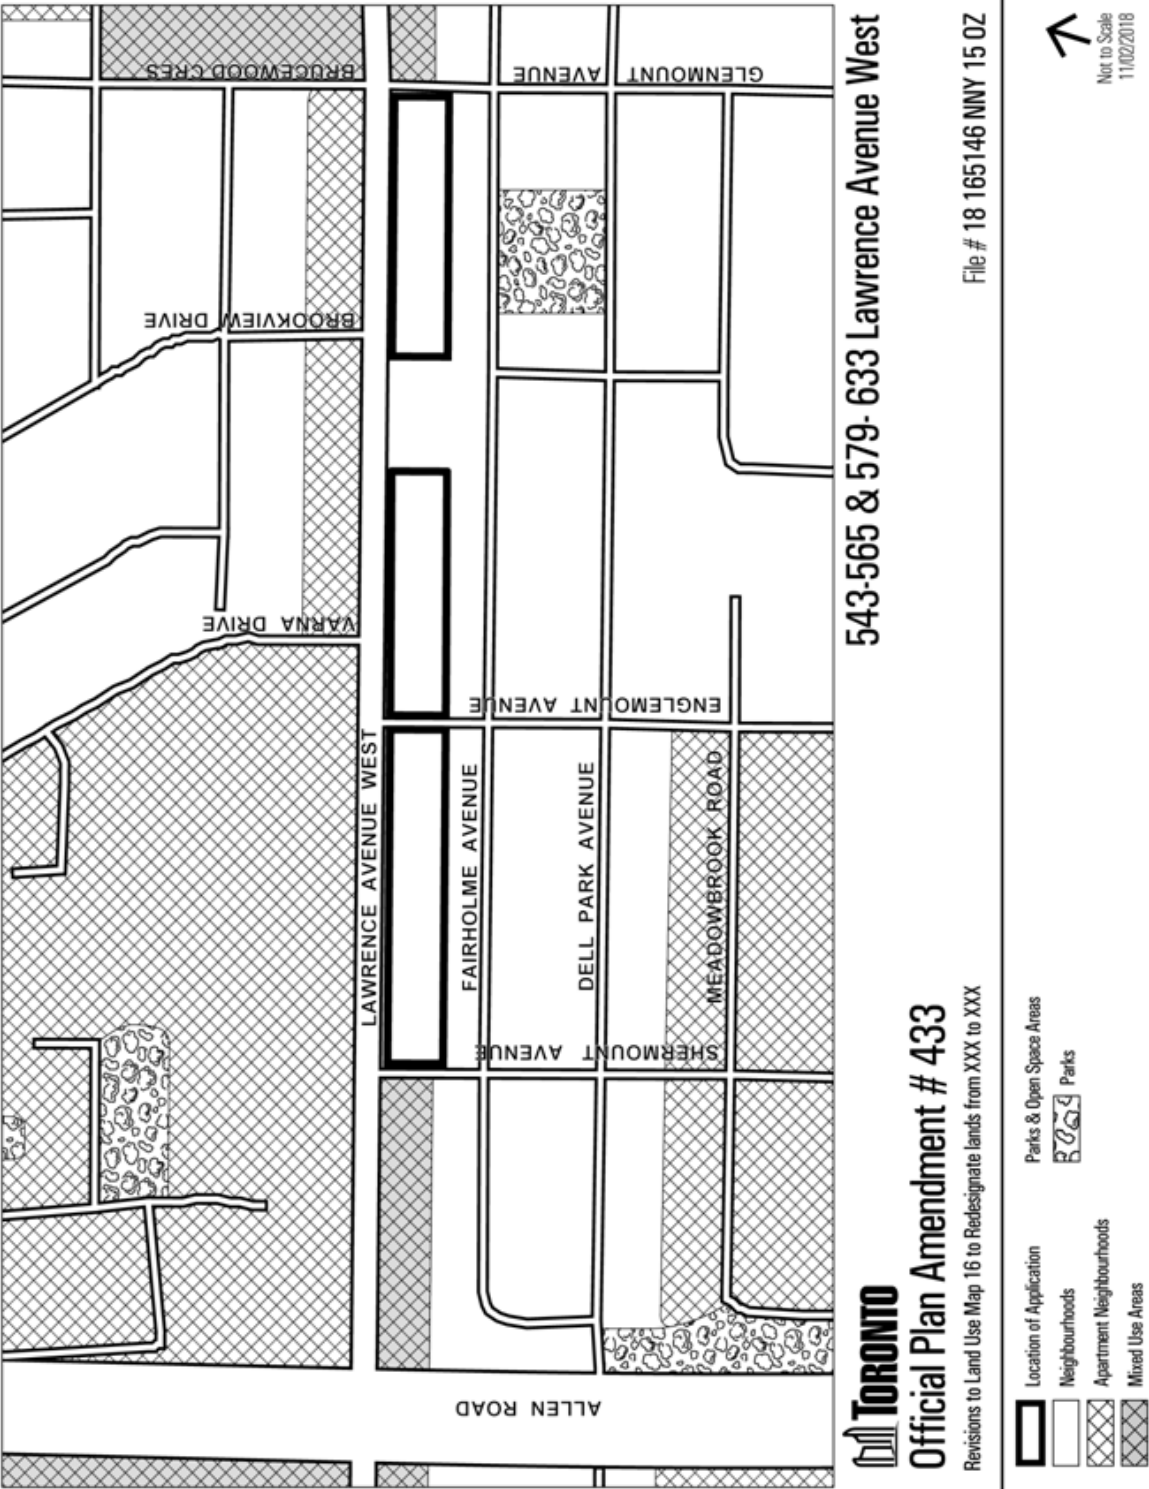 BRUCEWOOD CRES
GLENMOUNT AVENUE
BROOKVIEW DRIVE
VARNA DRIVE
ENGLEMOUNT AVENUE
LAWRENCE AVENUE WEST
FAIRHOLME AVENUE
DELL PARK AVENUE
MEADOWBROOK ROAD
SHERMOUNT AVENUE
ALLEN ROAD
TORONTO
Official Plan Amendment # 433
543-565 & 579- 633 Lawrence Avenue West
Revisions to Land Use Map 16 to Redesignate lands from XXX to XXX
File # 18 165146 NNY 15 OZ
Location of Application
Neighbourhoods
Apartment Neighbourhoods
Mixed Use Areas
Parks & Open Space Areas
Parks
Not to Scale
11/02/2018